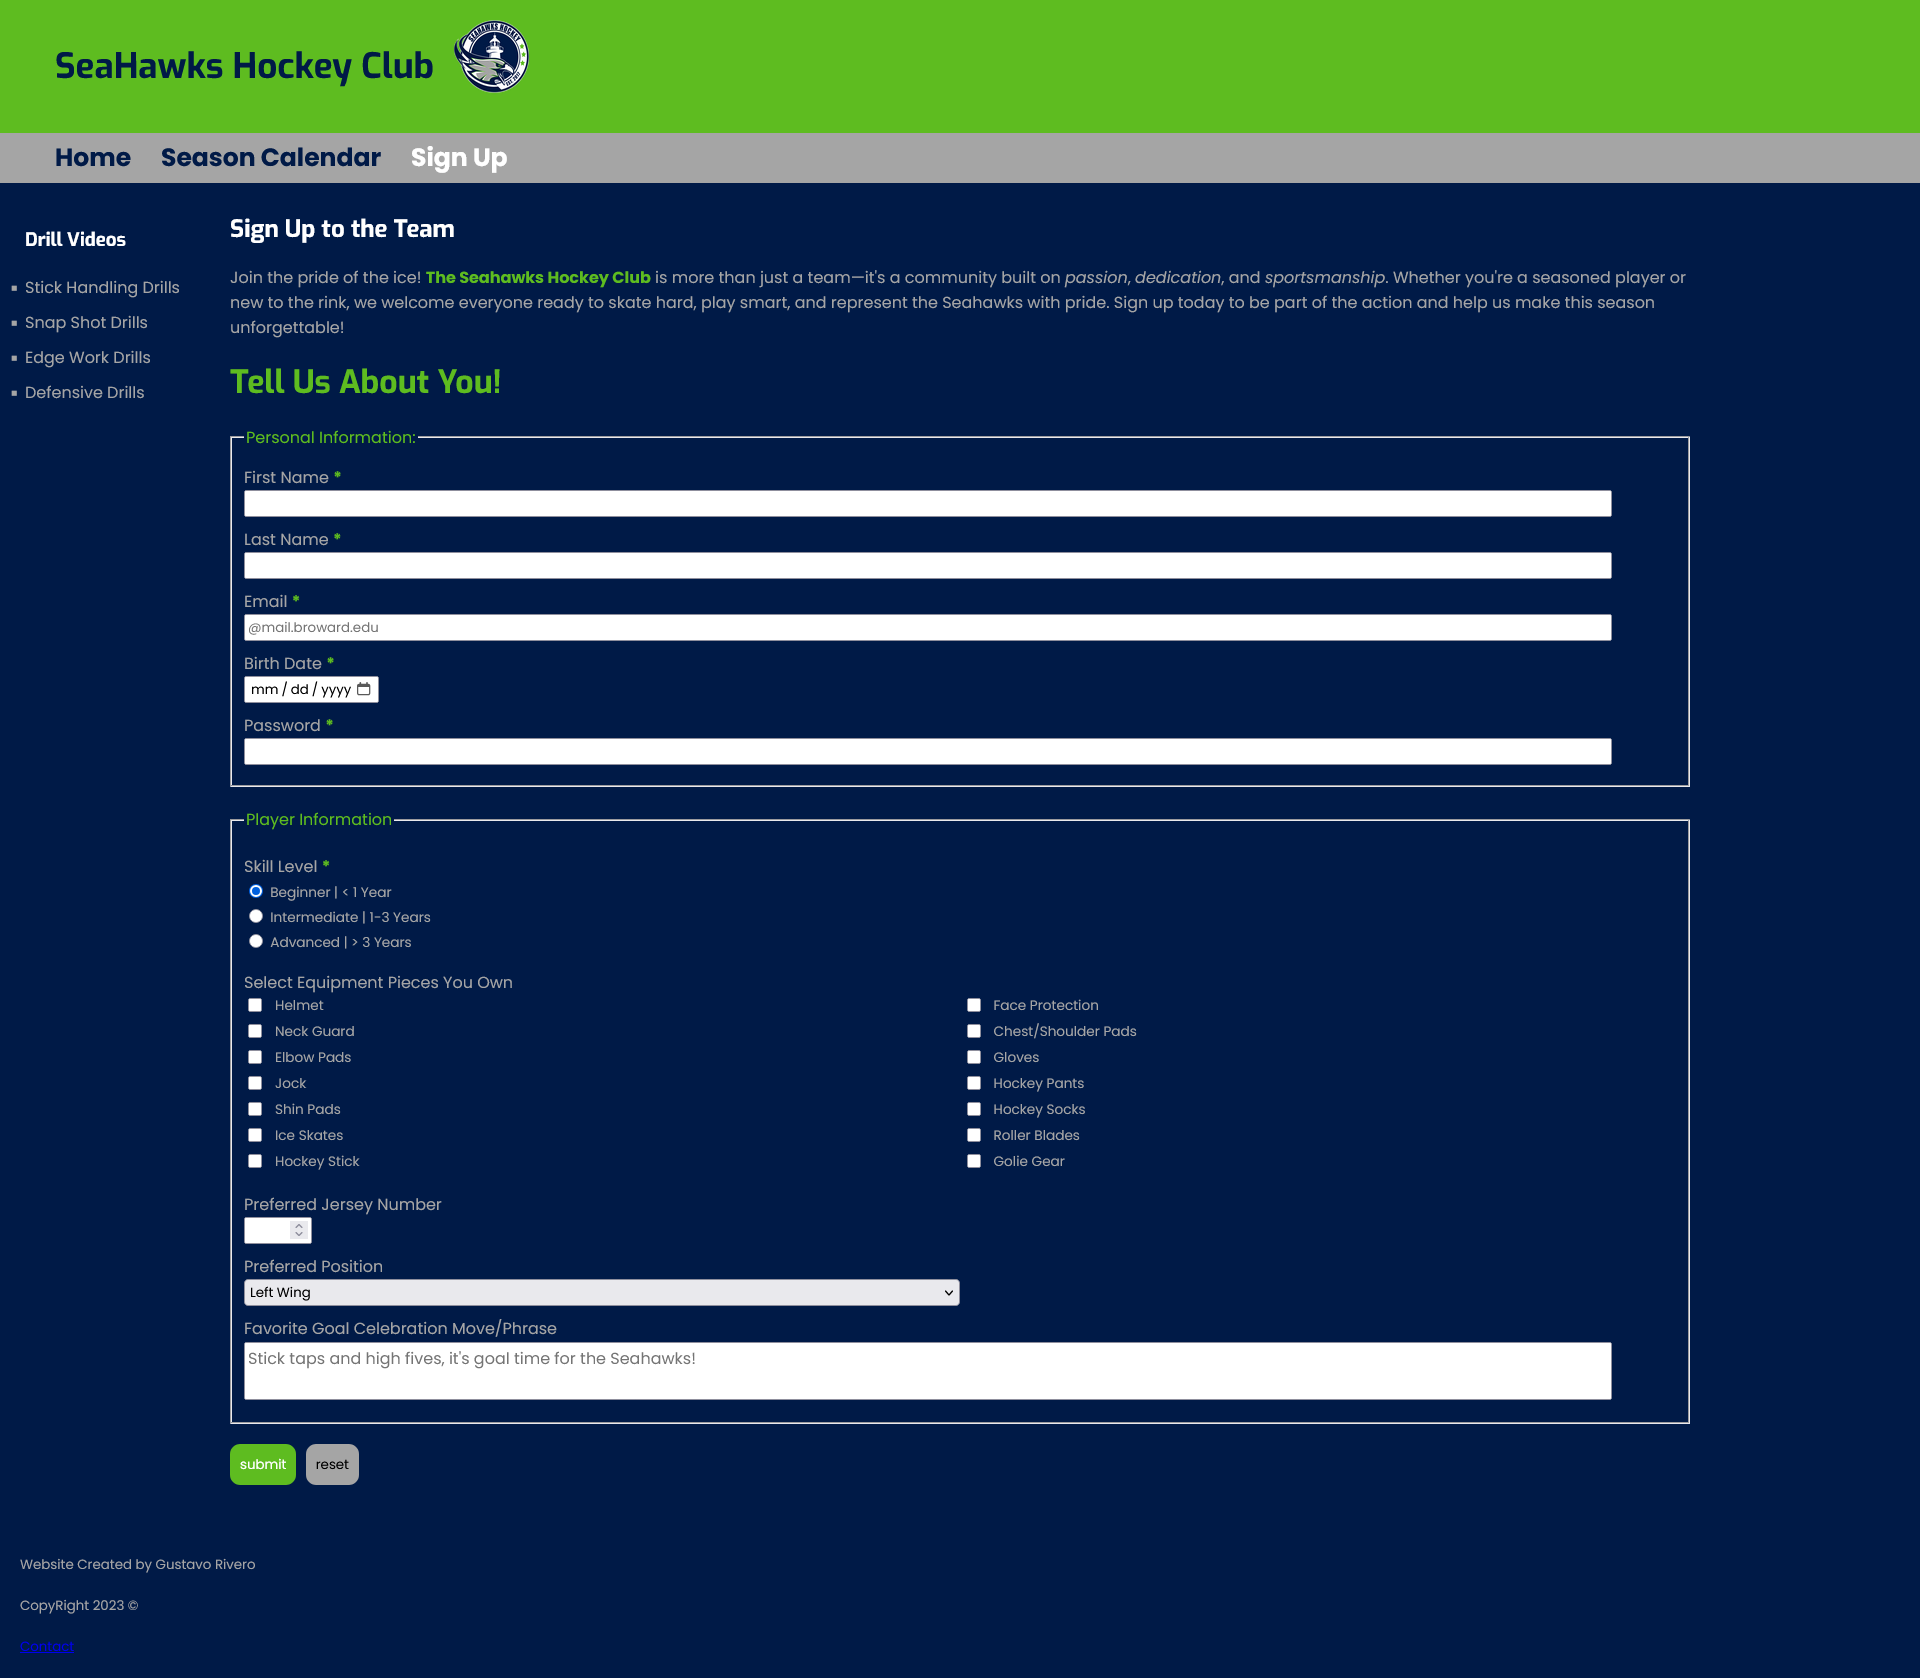 SeaHawks Hockey Club
SEAHAWKS HOCKEY
Home Season Calendar Sign Up
Drill Videos
Stick Handling Drills
Snap Shot Drills
Edge Work Drills
Defensive Drills
Sign Up to the Team
Join the pride of the ice! The Seahawks Hockey Club is more than just a team—it's a community built on passion, dedication, and sportsmanship. Whether you're a seasoned player or
new to the rink, we welcome everyone ready to skate hard, play smart, and represent the Seahawks with pride. Sign up today to be part of the action and help us make this season
unforgettable!
Tell Us About You!
Personal Information:
First Name *
Last Name *
Email *
@mail.broward.edu
Birth Date *
mm / dd / yyyy
Password *
Player Information
Skill Level *
Beginner | < 1 Year
Intermediate | 1-3 Years
Advanced | > 3 Years
Select Equipment Pieces You Own
Helmet Face Protection
Neck Guard Chest/Shoulder Pads
Elbow Pads Gloves
Jock Hockey Pants
Shin Pads Hockey Socks
Ice Skates Roller Blades
Hockey Stick Golie Gear
Preferred Jersey Number
Preferred Position
Left Wing
Favorite Goal Celebration Move/Phrase
Stick taps and high fives, it's goal time for the Seahawks!
submit reset
Website Created by Gustavo Rivero
CopyRight 2023 ©
Contact